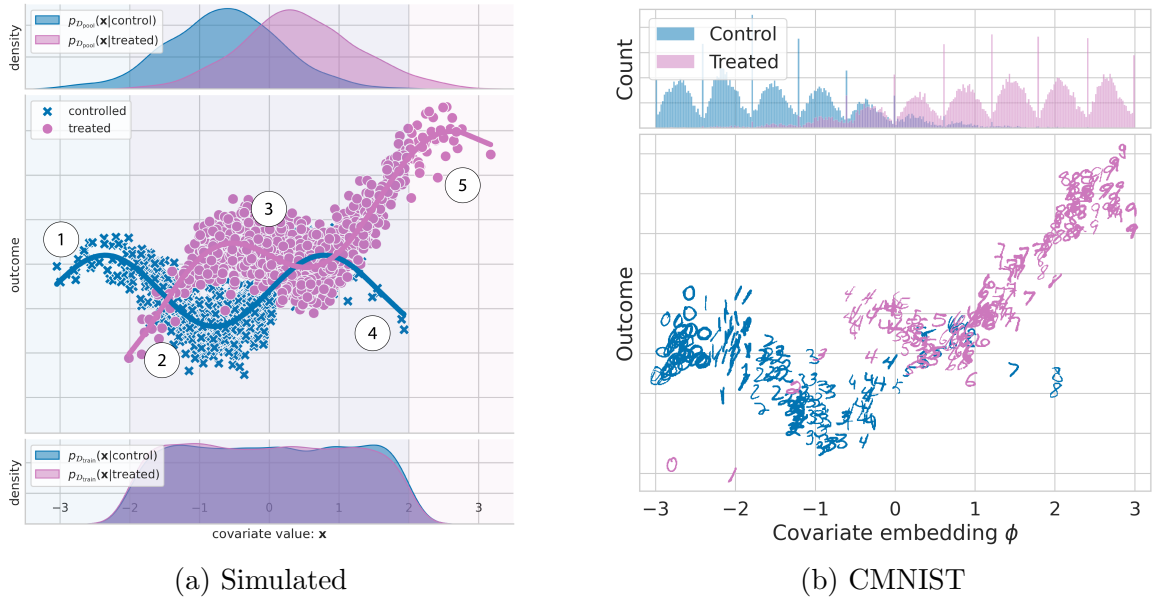 density
p_{D_pool}(x|control)
p_{D_pool}(x|treated)
controlled
treated
outcome
1
2
3
4
5
density
p_{D_train}(x|control)
p_{D_train}(x|treated)
−3 −2 −1 0 1 2 3
covariate value: x
(a) Simulated
Count
Control
Treated
Outcome
−3 −2 −1 0 1 2 3
Covariate embedding ϕ
(b) CMNIST